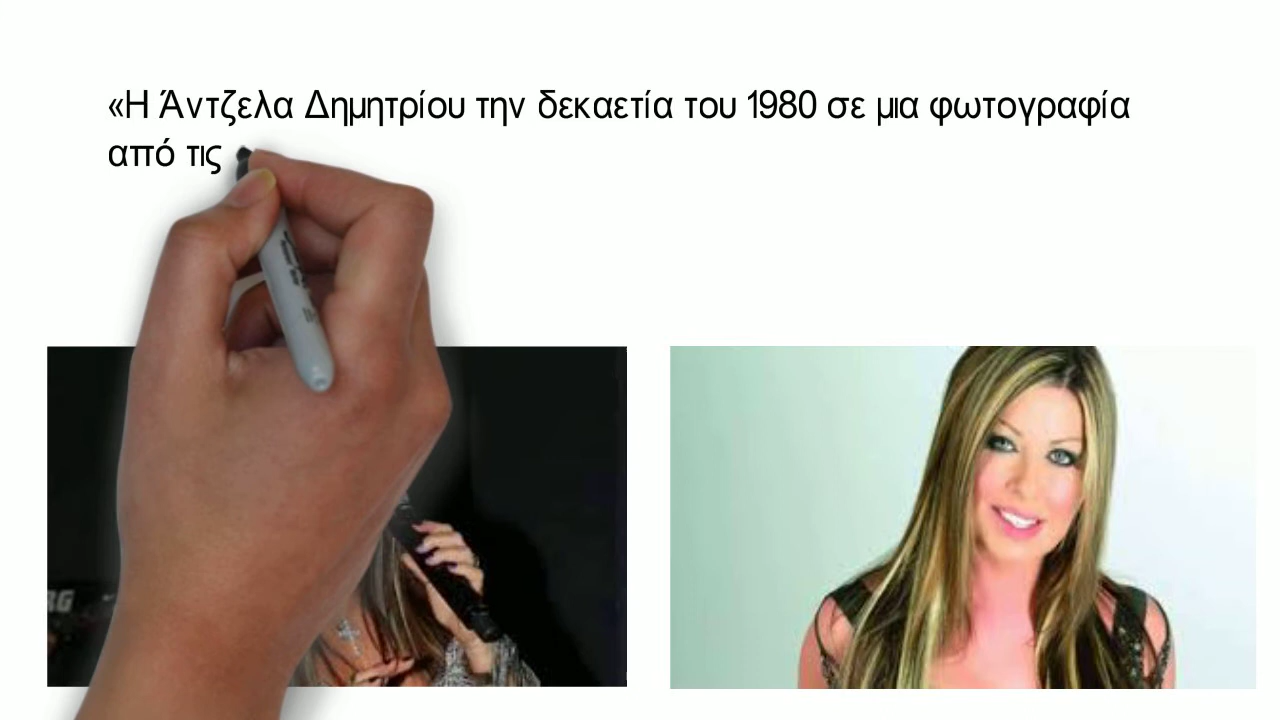 «Η Άντζελα Δημητρίου την δεκαετία του 1980 σε μια φωτογραφία
από τις